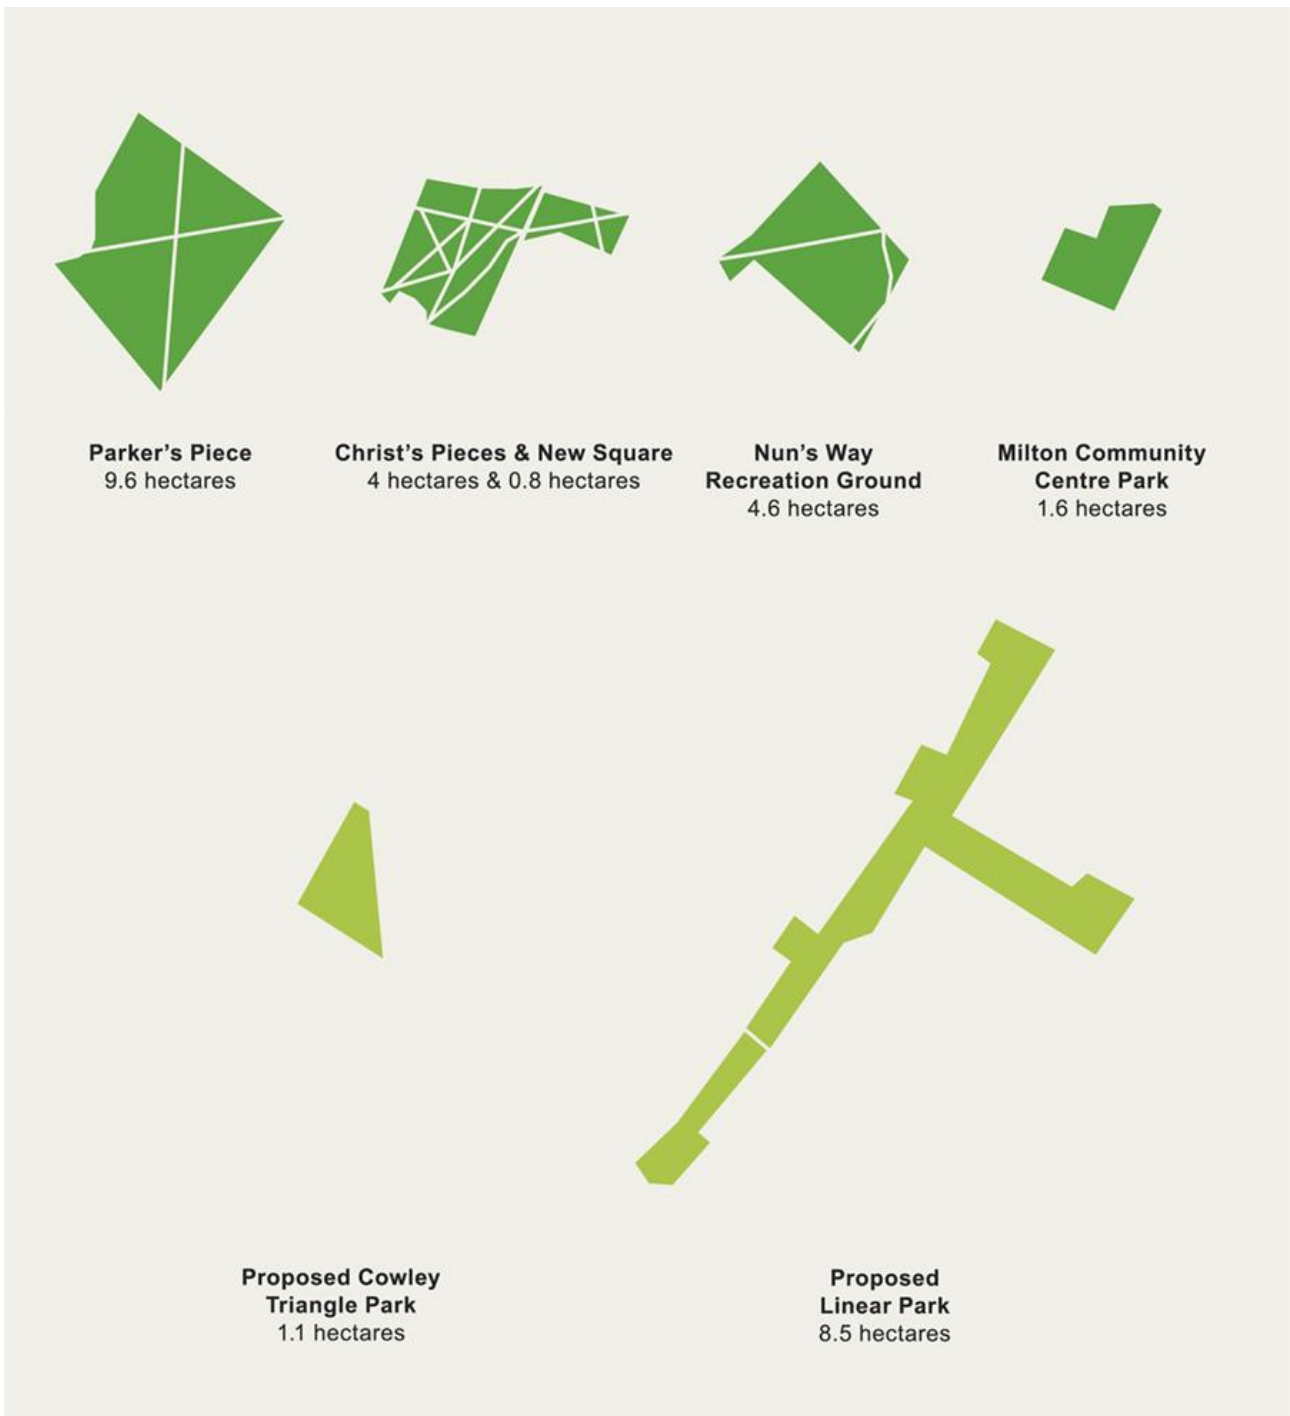 Parker's Piece
9.6 hectares
Christ's Pieces & New Square
4 hectares & 0.8 hectares
Nun's Way
Recreation Ground
4.6 hectares
Milton Community
Centre Park
1.6 hectares
Proposed Cowley
Triangle Park
1.1 hectares
Proposed
Linear Park
8.5 hectares